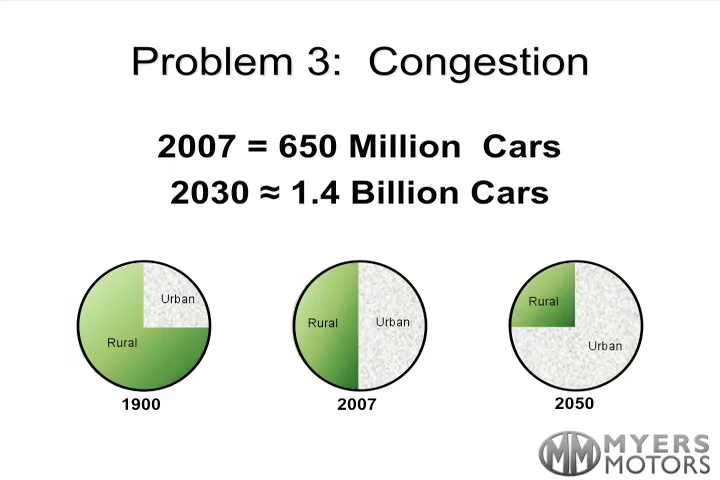 Problem 3: Congestion
2007 = 650 Million Cars
2030 ≈ 1.4 Billion Cars
Urban
Rural
1900
Rural
Urban
2007
Rural
Urban
2050
MM MYERS
MOTORS